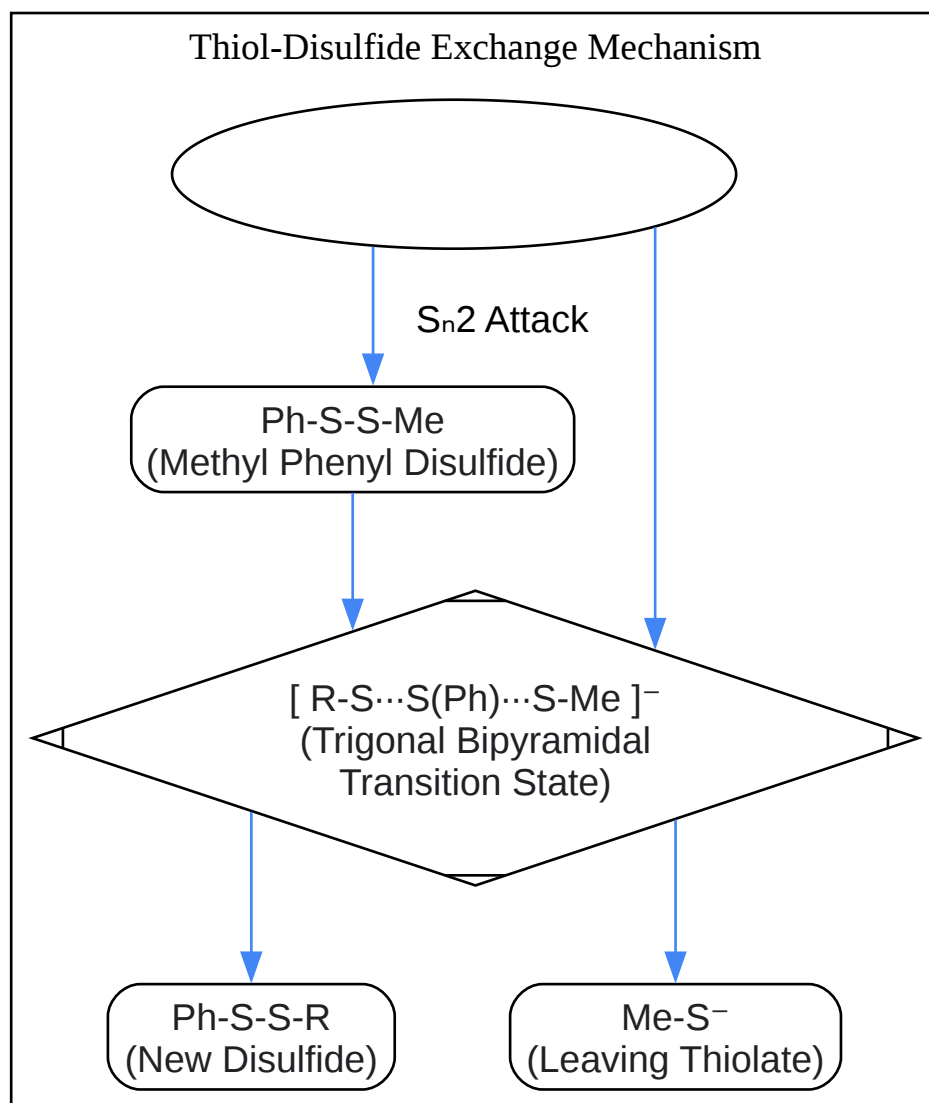 Thiol-Disulfide Exchange Mechanism
Sₙ2 Attack
Ph-S-S-Me
(Methyl Phenyl Disulfide)
[ R-S···S(Ph)···S-Me ]⁻
(Trigonal Bipyramidal
Transition State)
Ph-S-S-R
(New Disulfide)
Me-S⁻
(Leaving Thiolate)